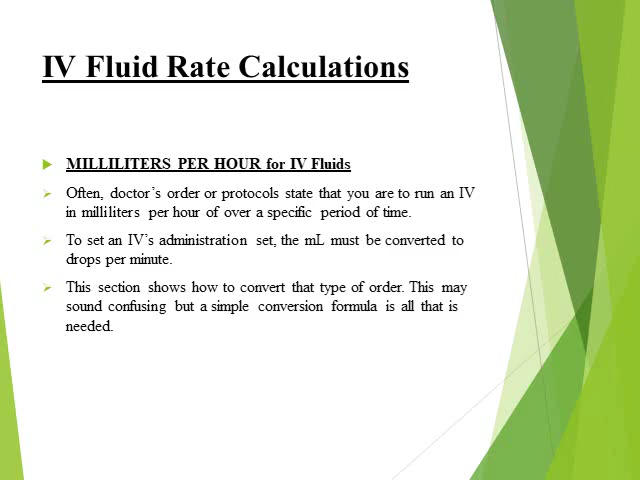 IV Fluid Rate Calculations
MILLILITERS PER HOUR for IV Fluids
Often, doctor's order or protocols state that you are to run an IV
in milliliters per hour of over a specific period of time.
To set an IV's administration set, the mL must be converted to
drops per minute.
This section shows how to convert that type of order. This may
sound confusing but a simple conversion formula is all that is
needed.